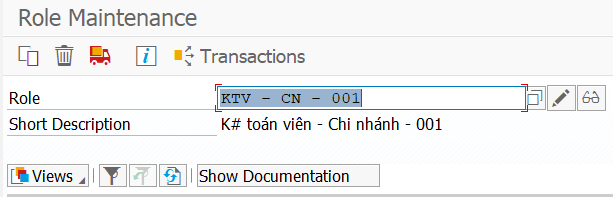 Role Maintenance
Transactions
Role KTV - CN - 001
Short Description K# toán viên - Chi nhánh - 001
Views Show Documentation